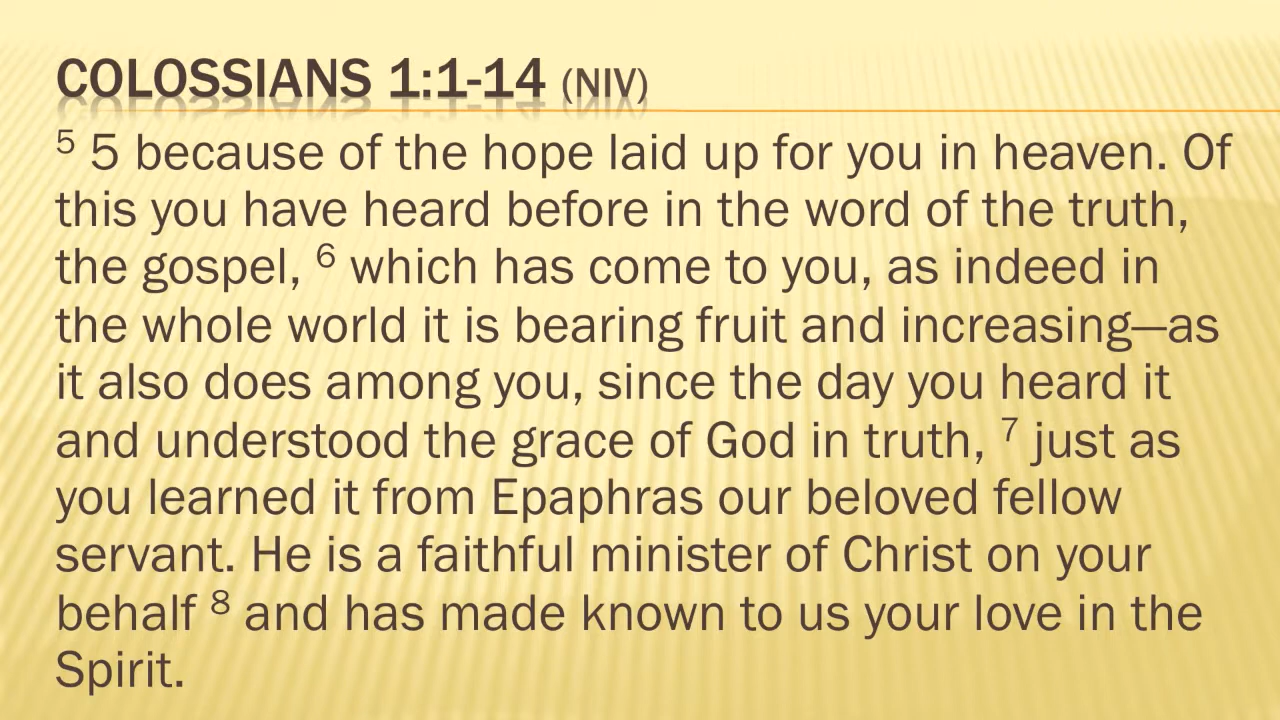 COLOSSIANS 1:1-14 (NIV)
5 5 because of the hope laid up for you in heaven. Of
this you have heard before in the word of the truth,
the gospel, 6 which has come to you, as indeed in
the whole world it is bearing fruit and increasing—as
it also does among you, since the day you heard it
and understood the grace of God in truth, 7 just as
you learned it from Epaphras our beloved fellow
servant. He is a faithful minister of Christ on your
behalf 8 and has made known to us your love in the
Spirit.